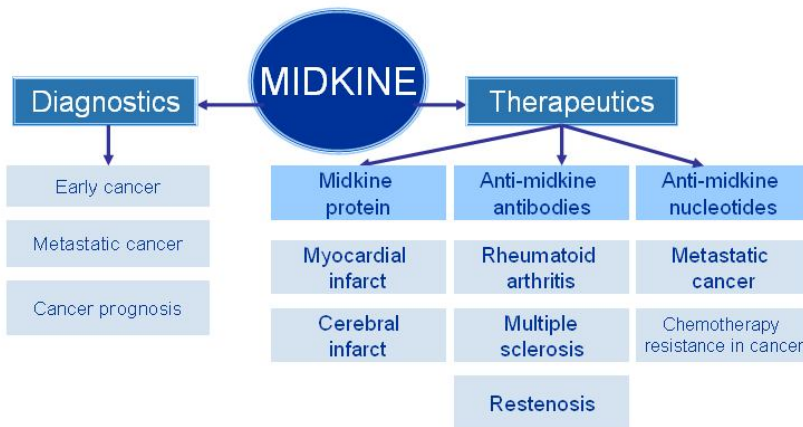 MIDKINE
Diagnostics
Early cancer
Metastatic cancer
Cancer prognosis
Therapeutics
Midkine
protein
Myocardial
infarct
Cerebral
infarct
Anti-midkine
antibodies
Rheumatoid
arthritis
Multiple
sclerosis
Restenosis
Anti-midkine
nucleotides
Metastatic
cancer
Chemotherapy
resistance in cancer